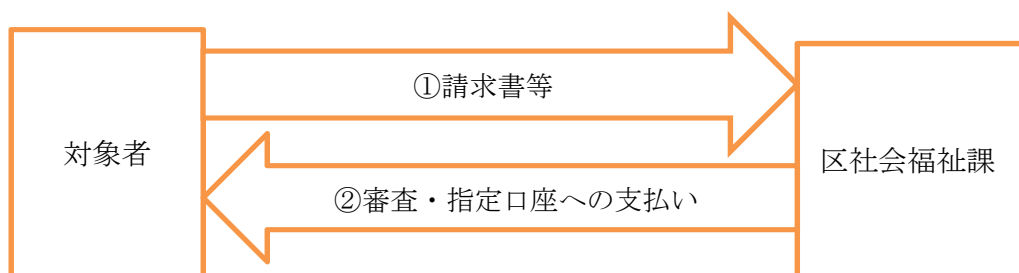 ①請求書等
対象者
区社会福祉課
②審査・指定口座への支払い